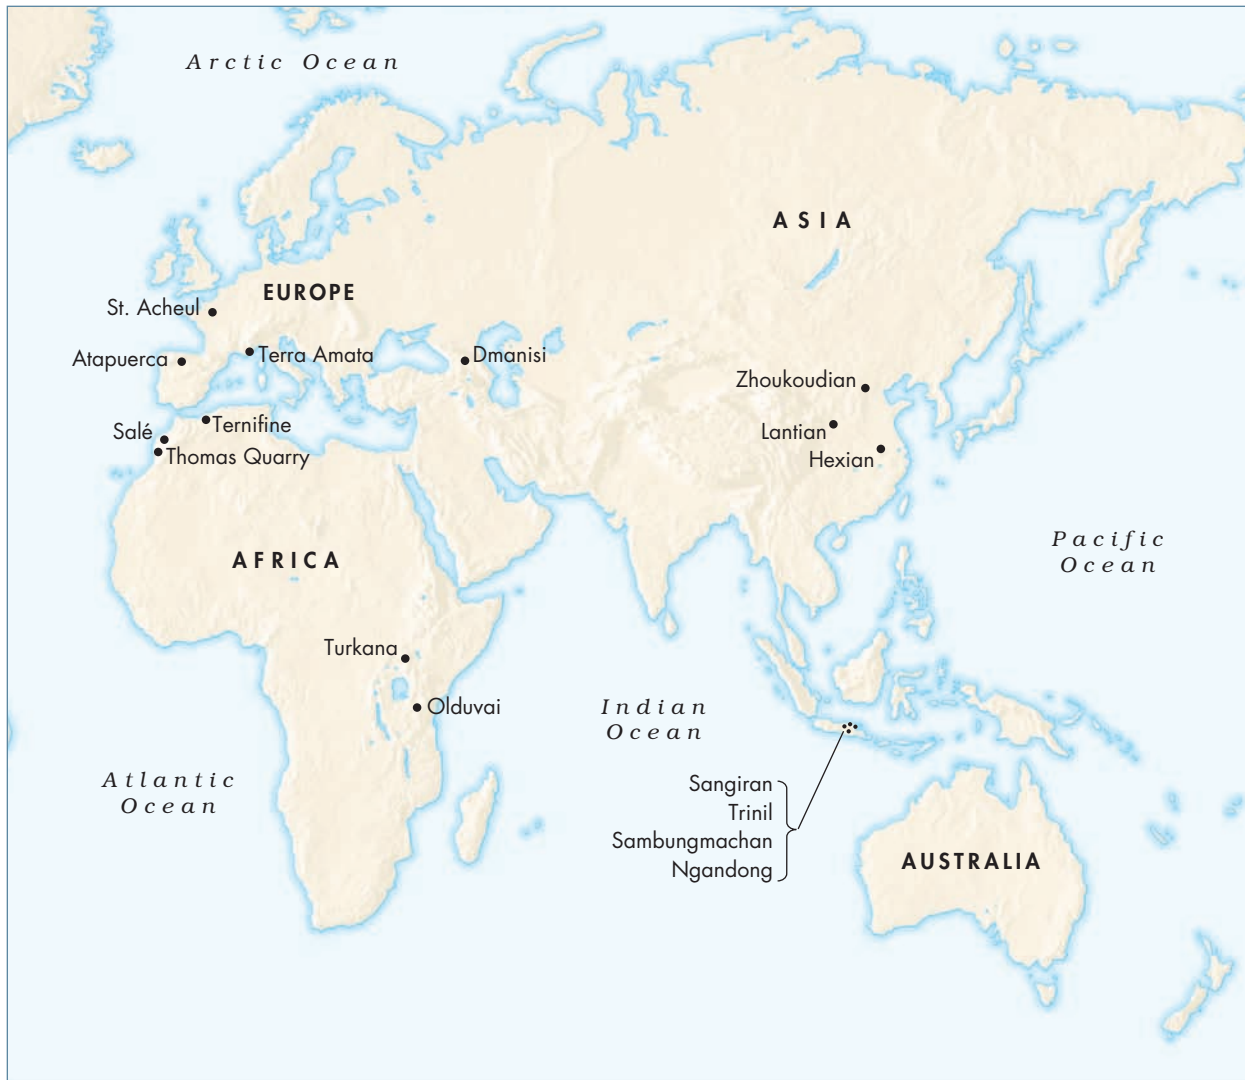 Arctic Ocean
ASIA
EUROPE
St. Acheul
Atapuerca
Terra Amata
Dmanisi
Zhoukoudian
Ternifine
Salé
Lantian
Thomas Quarry
Hexian
Pacific
Ocean
AFRICA
Turkana
Olduvai
Indian
Ocean
Atlantic
Ocean
Sangiran
Trinil
Sambungmachan
Ngandong
AUSTRALIA